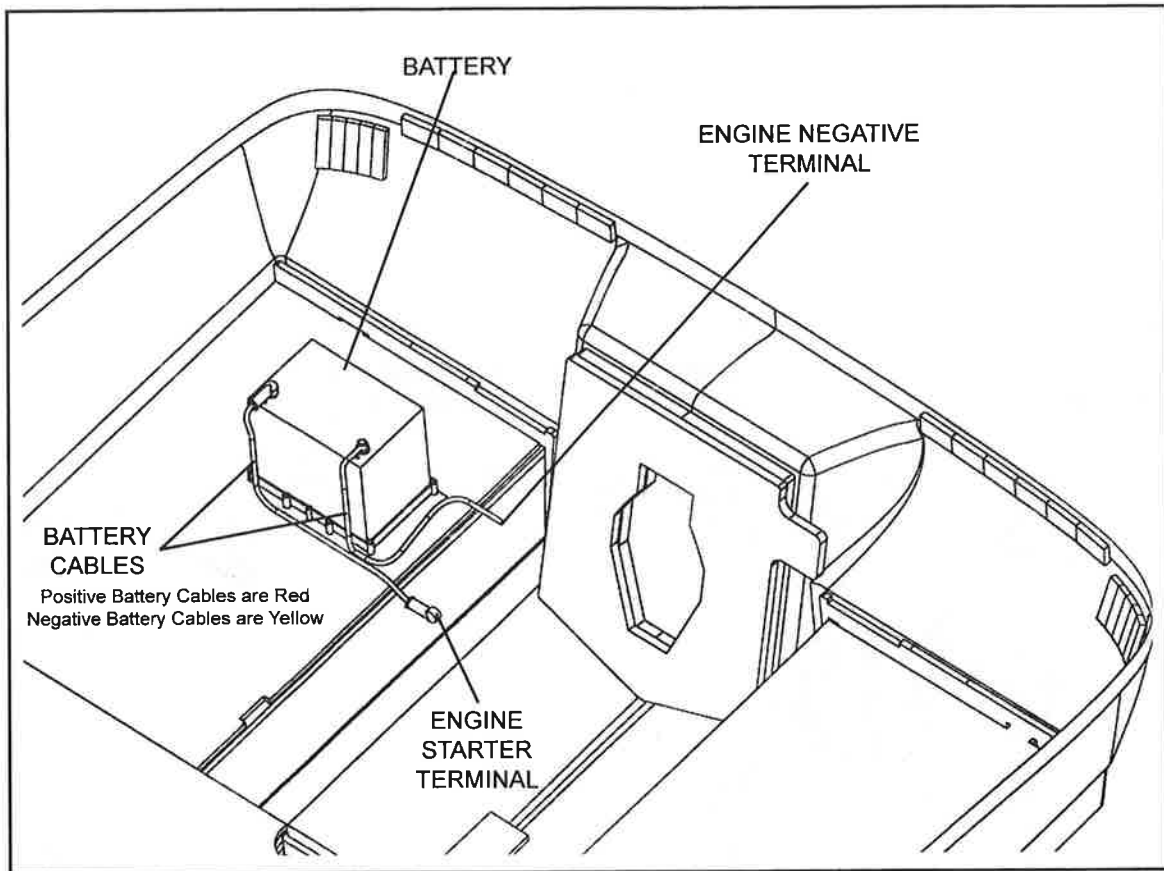 BATTERY
ENGINE NEGATIVE
TERMINAL
BATTERY
CABLES
Positive Battery Cables are Red
Negative Battery Cables are Yellow
ENGINE
STARTER
TERMINAL